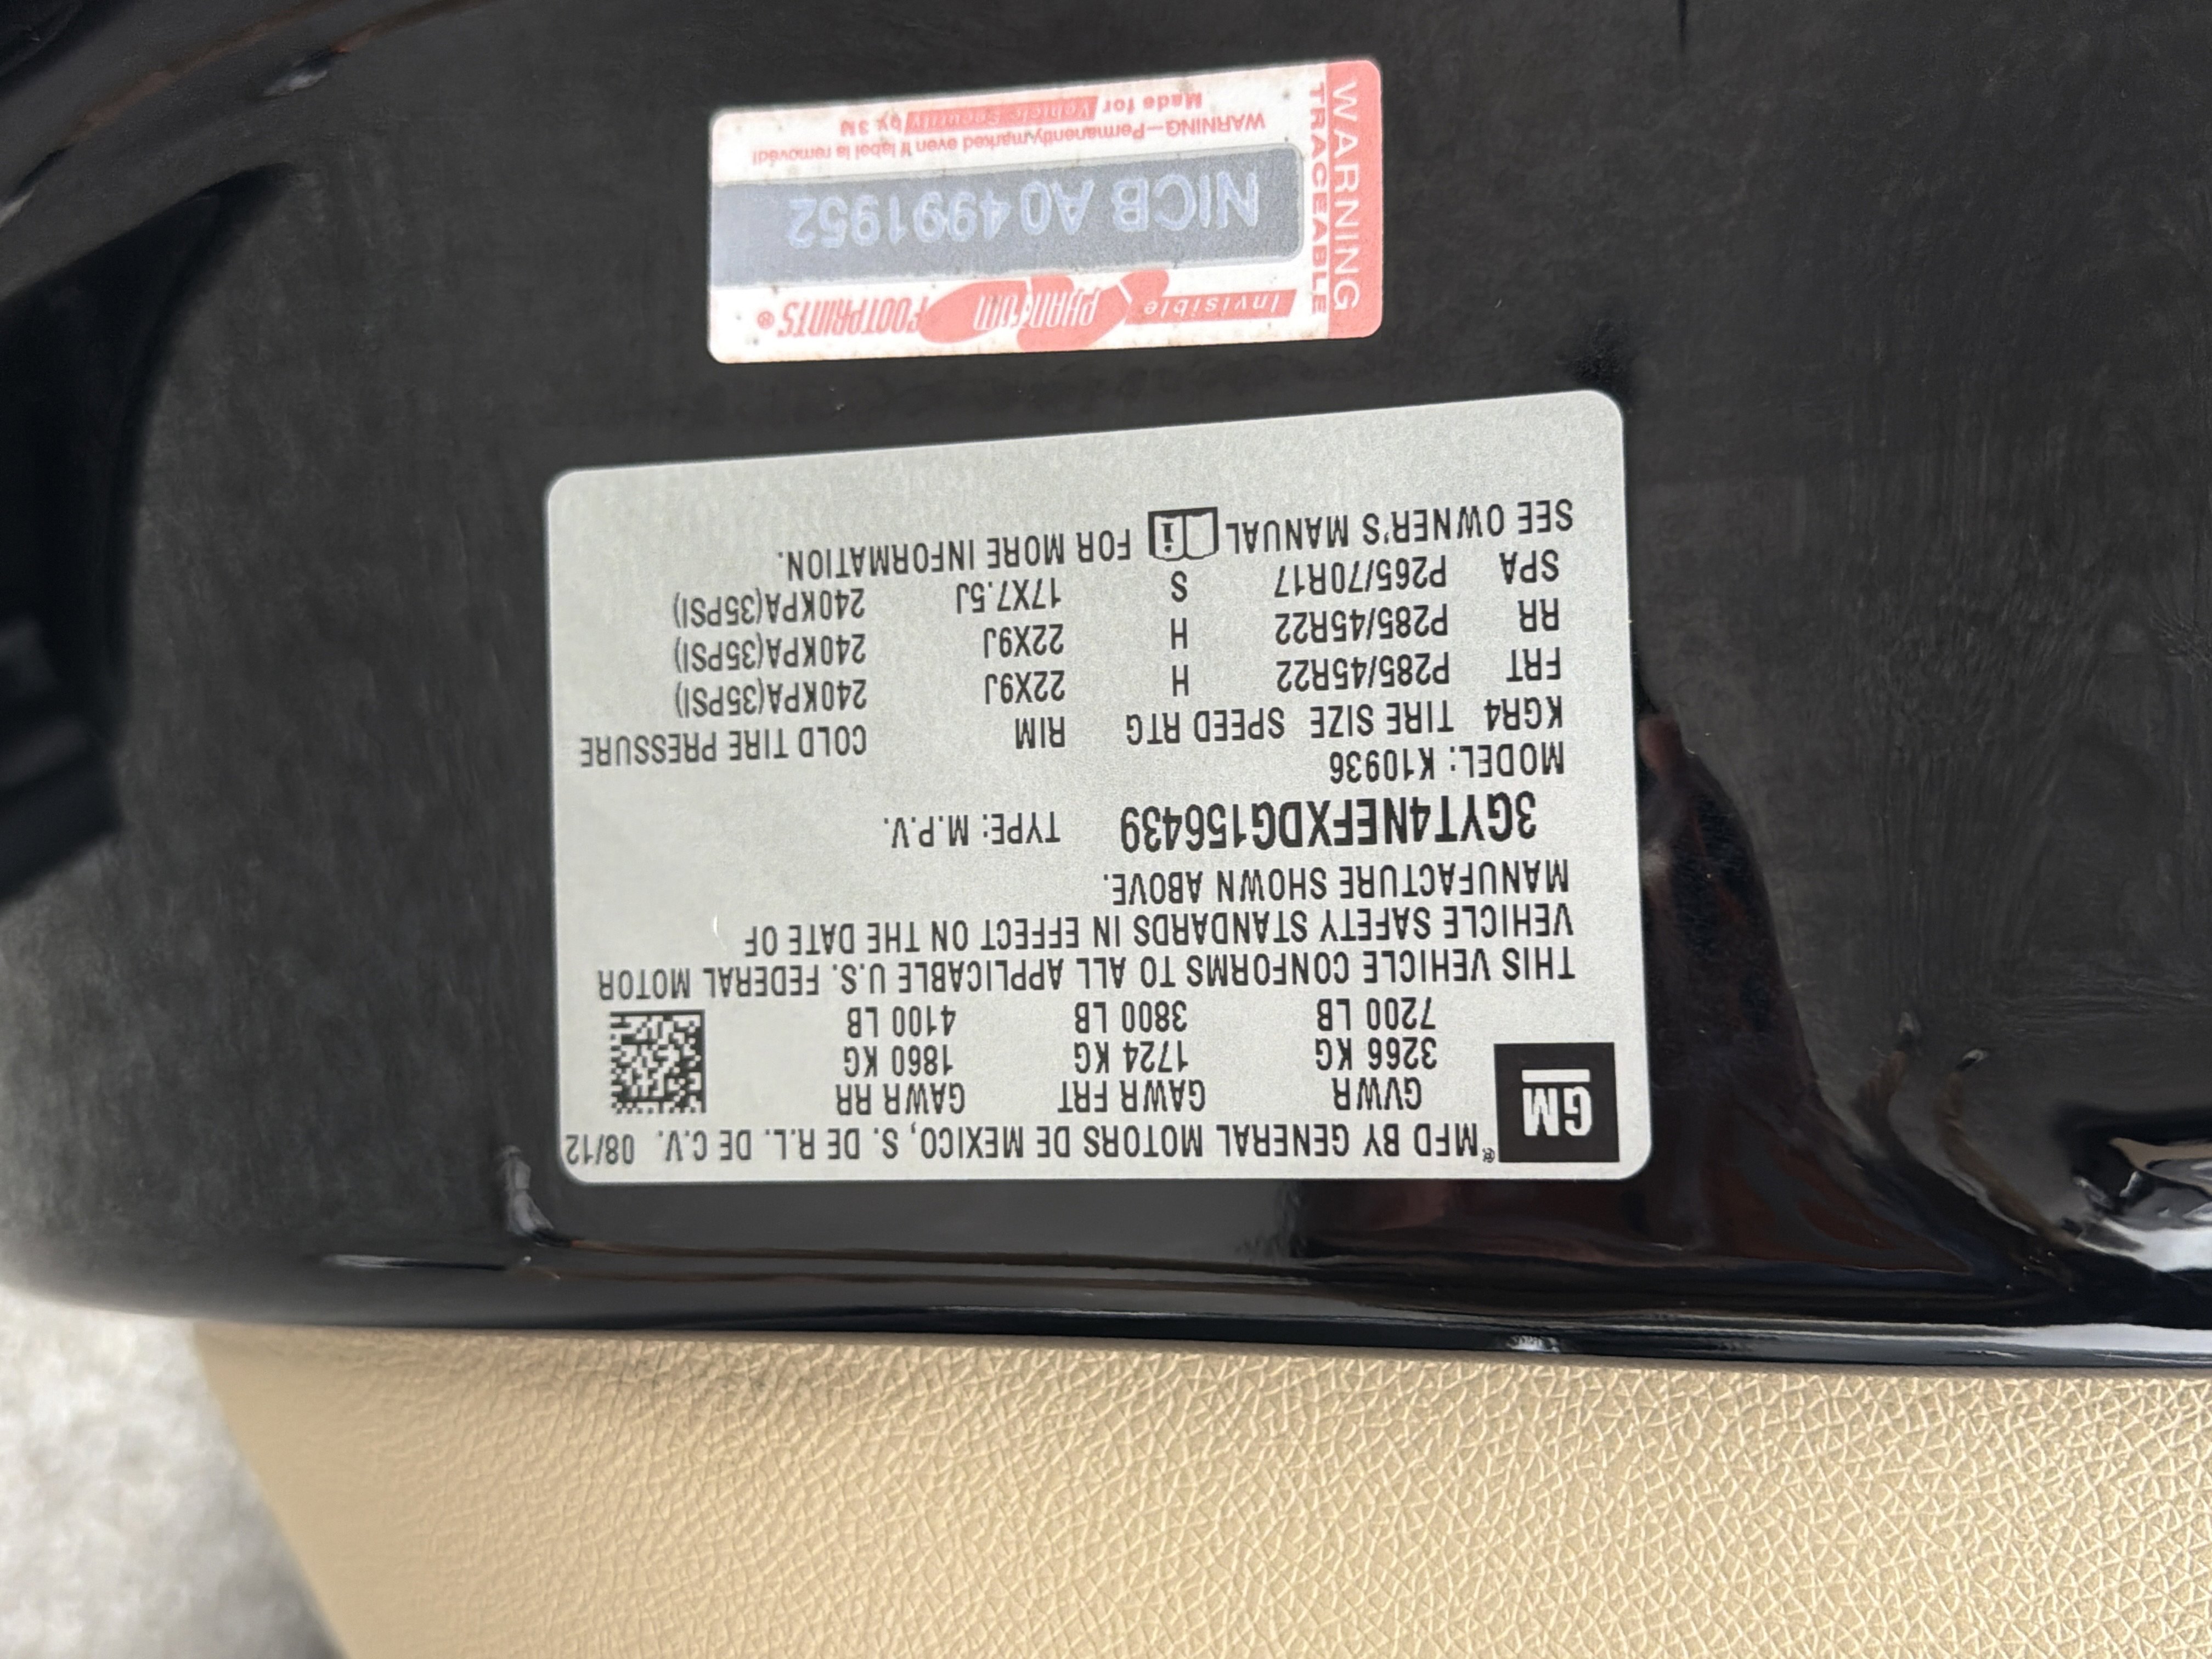 GM
®MFD BY GENERAL MOTORS DE MEXICO, S. DE R.L. DE C.V. 08/12
GVWR GAWR FRT GAWR RR
3266 KG 1724 KG 1860 KG
7200 LB 3800 LB 4100 LB
THIS VEHICLE CONFORMS TO ALL APPLICABLE U.S. FEDERAL MOTOR
VEHICLE SAFETY STANDARDS IN EFFECT ON THE DATE OF
MANUFACTURE SHOWN ABOVE.
3GYT4NEFXDG156439 TYPE: M.P.V.
MODEL: K10936
KGR4 TIRE SIZE SPEED RTG RIM COLD TIRE PRESSURE
FRT P285/45R22 H 22X9J 240KPA(35PSI)
RR P285/45R22 H 22X9J 240KPA(35PSI)
SPA P265/70R17 S 17X7.5J 240KPA(35PSI)
SEE OWNER'S MANUAL i FOR MORE INFORMATION.
WARNING
TRACEABLE
Invisible PHANTOM FOOTPRINTS®
NICB A04991952
WARNING—Permanently marked even if label is removed!
Made for Vehicle Security by 3M